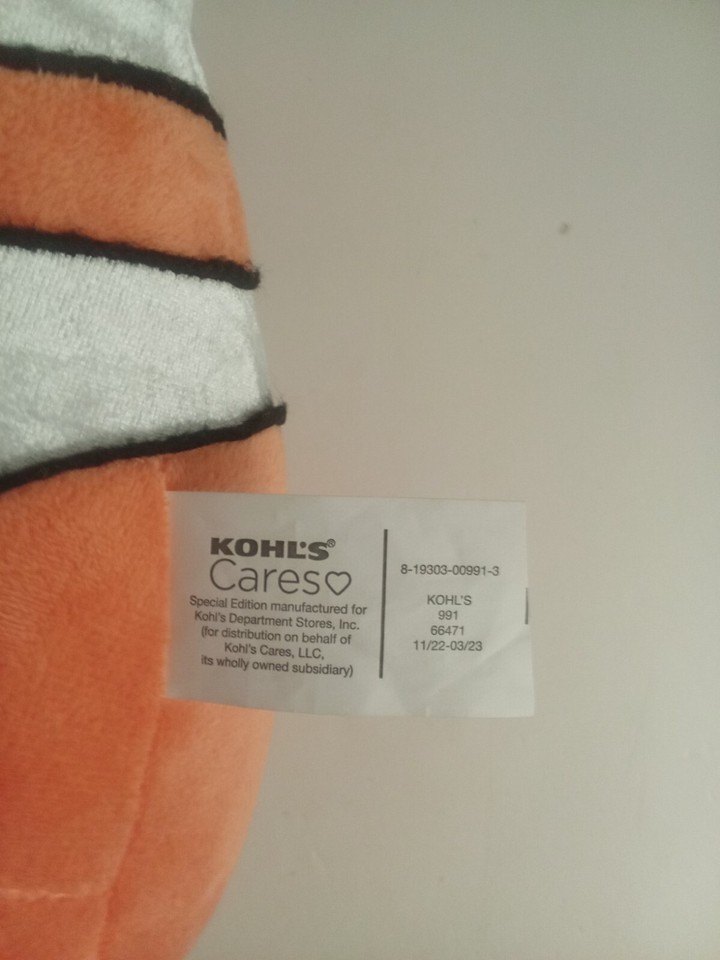 KOHL'S®
Cares♡
Special Edition manufactured for
Kohl's Department Stores, Inc.
(for distribution on behalf of
Kohl's Cares, LLC,
its wholly owned subsidiary)
8-19303-00991-3
KOHL'S
991
66471
11/22-03/23